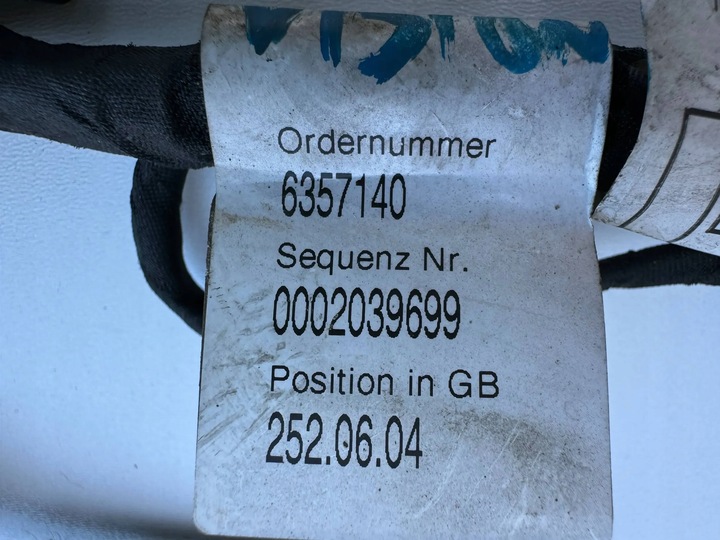 Ordernummer
6357140
Sequenz Nr.
0002039699
Position in GB
252.06.04